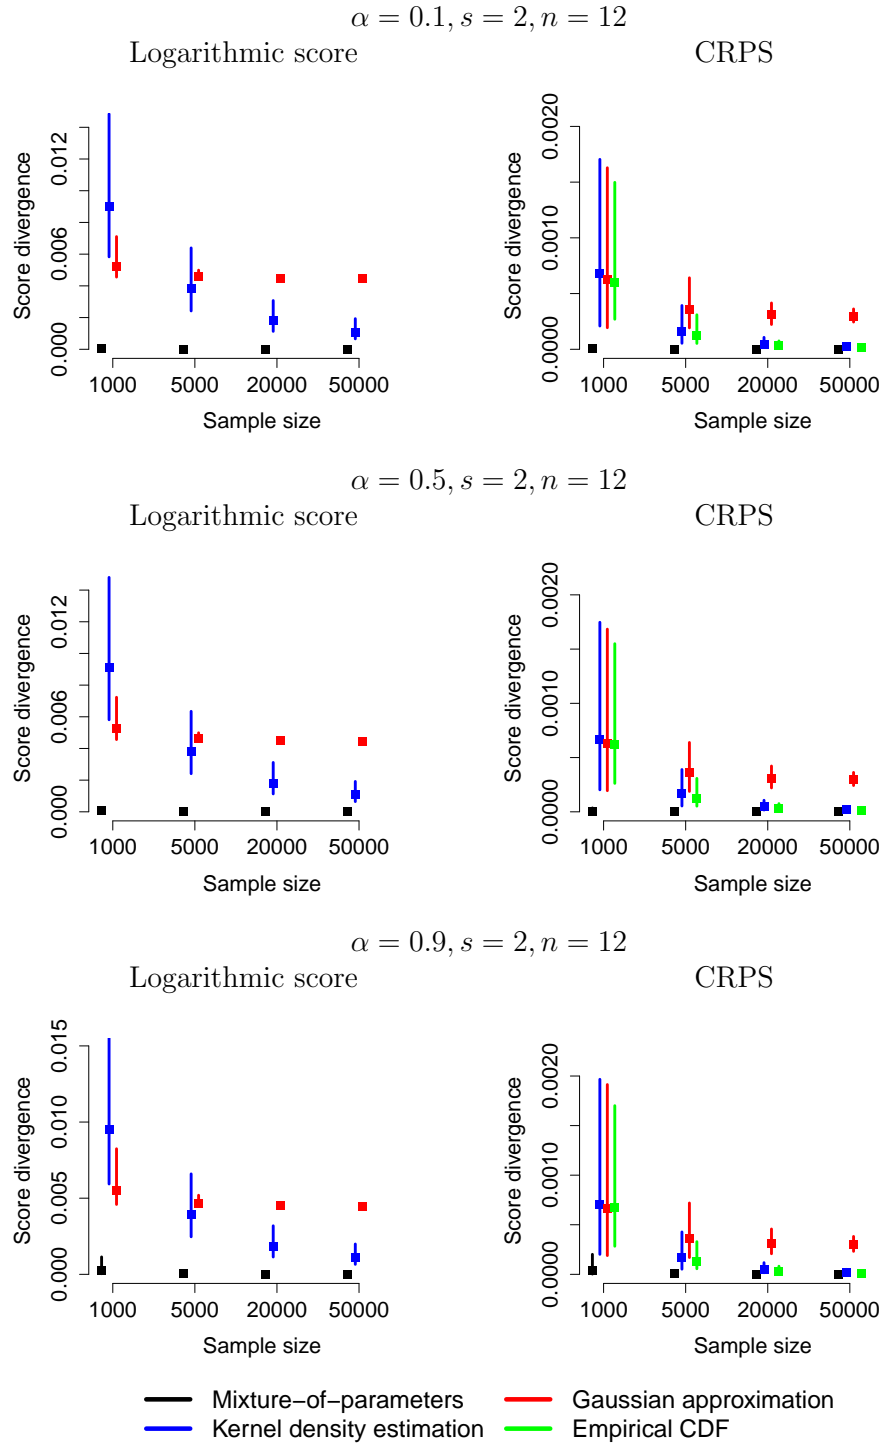 α = 0.1, s = 2, n = 12
Logarithmic score CRPS
Score divergence
0.000 0.006 0.012
1000 5000 20000 50000
Sample size
Score divergence
0.0000 0.0010 0.0020
1000 5000 20000 50000
Sample size
α = 0.5, s = 2, n = 12
Logarithmic score CRPS
Score divergence
0.000 0.006 0.012
1000 5000 20000 50000
Sample size
Score divergence
0.0000 0.0010 0.0020
1000 5000 20000 50000
Sample size
α = 0.9, s = 2, n = 12
Logarithmic score CRPS
Score divergence
0.000 0.005 0.010 0.015
1000 5000 20000 50000
Sample size
Score divergence
0.0000 0.0010 0.0020
1000 5000 20000 50000
Sample size
Mixture−of−parameters Gaussian approximation
Kernel density estimation Empirical CDF